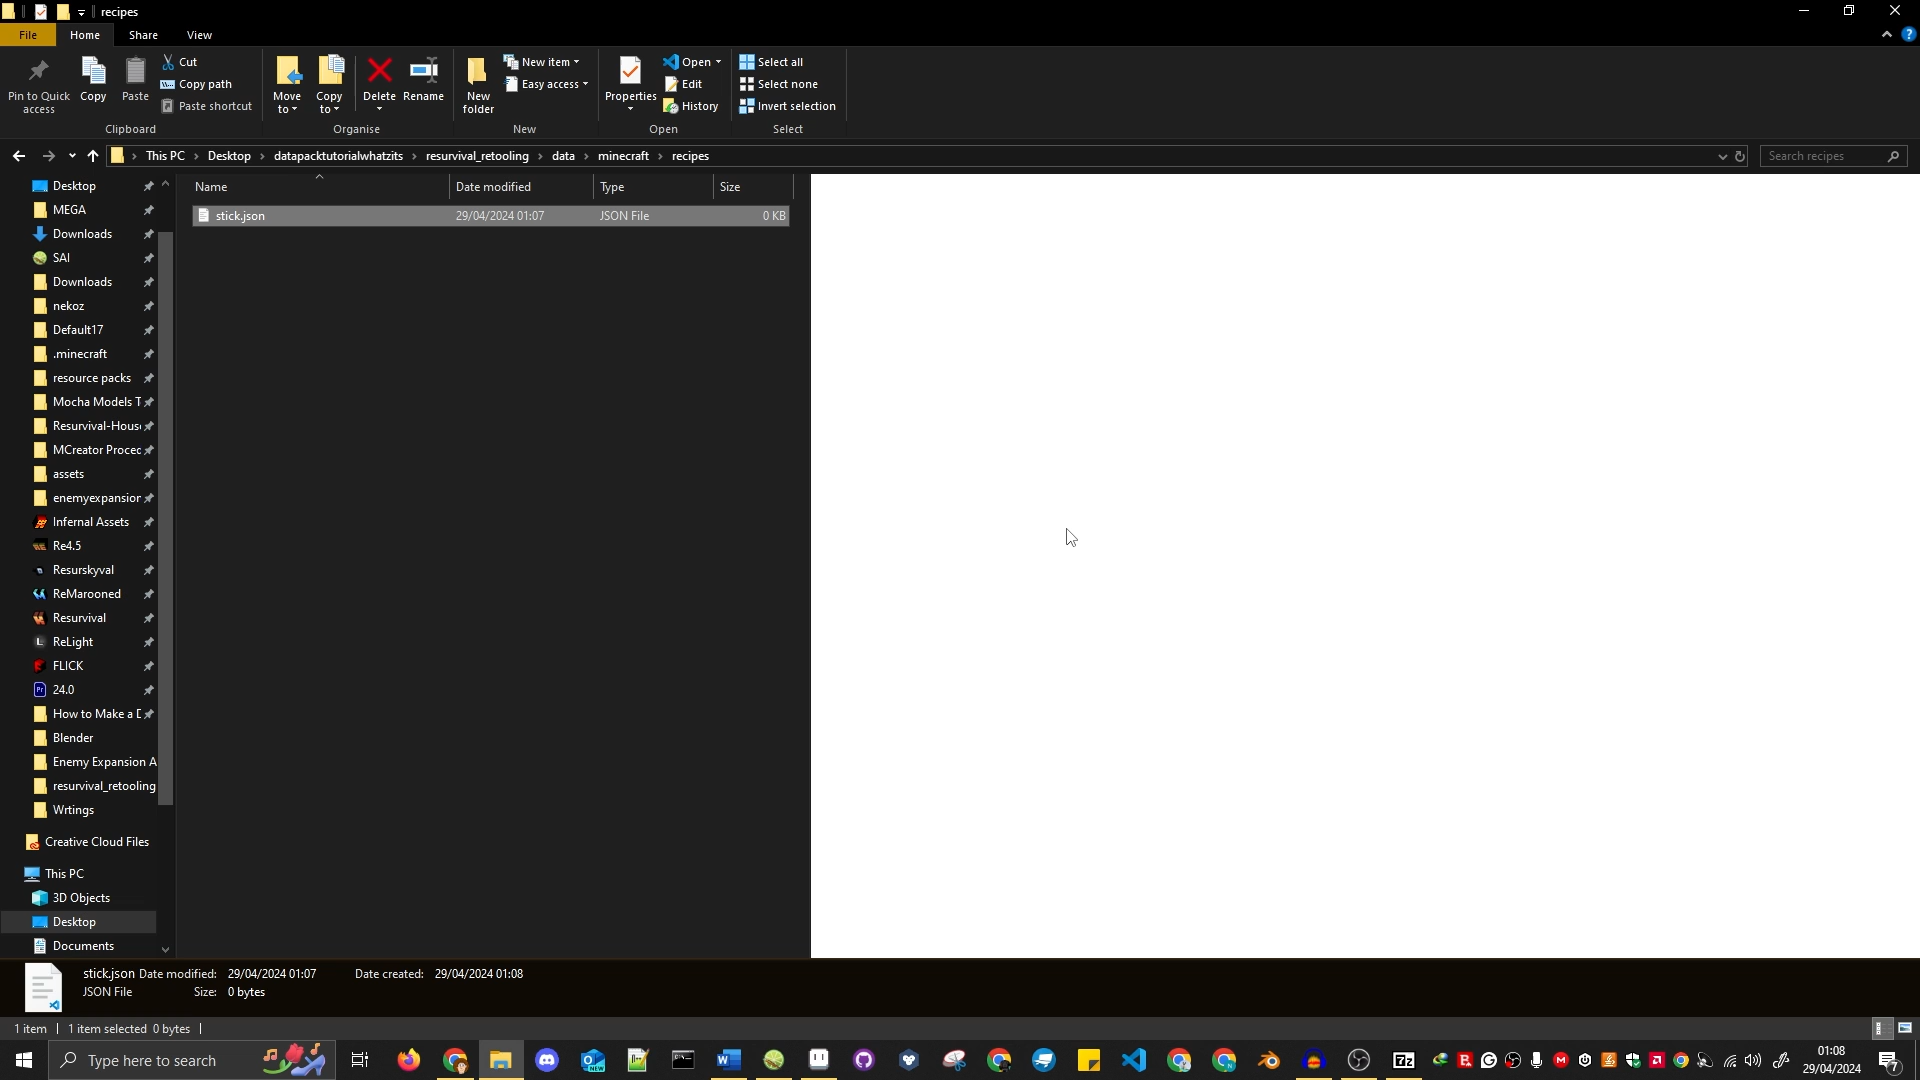 recipes
File Home Share View
Pin to Quick access
Copy
Paste
Cut
Copy path
Paste shortcut
Clipboard
Move to
Copy to
Delete
Rename
Organise
New folder
New item
Easy access
New
Properties
Open
Edit
History
Open
Select all
Select none
Invert selection
Select
This PC > Desktop > datapacktutorialwhatzits > resurvival_retooling > data > minecraft > recipes
Search recipes
Name Date modified Type Size
stick.json 29/04/2024 01:07 JSON File 0 KB
Desktop
MEGA
Downloads
SAI
Downloads
nekoz
Default17
.minecraft
resource packs
Mocha Models T
Resurvival-Hous
MCreator Proced
assets
enemyexpansion
Infernal Assets
Re4.5
Resurskyval
ReMarooned
Resurvival
ReLight
FLICK
24.0
How to Make a D
Blender
Enemy Expansion A
resurvival_retooling
Wrtings
Creative Cloud Files
This PC
3D Objects
Desktop
Documents
stick.json Date modified: 29/04/2024 01:07 Date created: 29/04/2024 01:08
JSON File Size: 0 bytes
1 item 1 item selected 0 bytes
Type here to search
01:08
29/04/2024